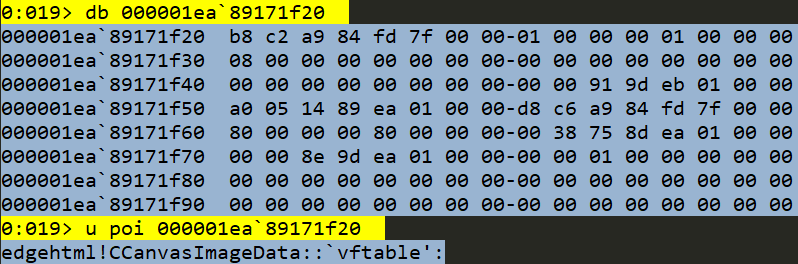 0:019> db 000001ea`89171f20
000001ea`89171f20  b8 c2 a9 84 fd 7f 00 00-01 00 00 00 01 00 00 00
000001ea`89171f30  08 00 00 00 00 00 00 00-00 00 00 00 00 00 00 00
000001ea`89171f40  00 00 00 00 00 00 00 00-00 00 91 9d eb 01 00 00
000001ea`89171f50  a0 05 14 89 ea 01 00 00-d8 c6 a9 84 fd 7f 00 00
000001ea`89171f60  80 00 00 00 80 00 00 00-00 38 75 8d ea 01 00 00
000001ea`89171f70  00 00 8e 9d ea 01 00 00-00 00 01 00 00 00 00 00
000001ea`89171f80  00 00 00 00 00 00 00 00-00 00 00 00 00 00 00 00
000001ea`89171f90  00 00 00 00 00 00 00 00-00 00 00 00 00 00 00 00
0:019> u poi 000001ea`89171f20
edgehtml!CCanvasImageData::`vftable':